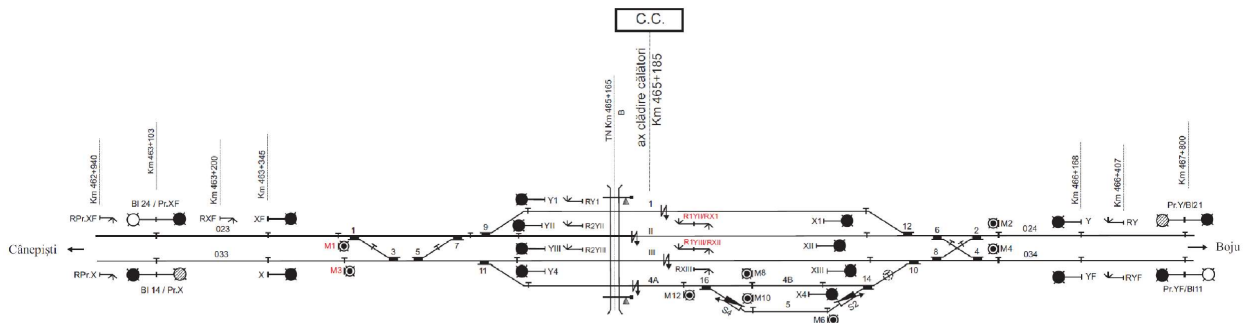 C.C.
ax clădire călători
Km 465+185
TN Km 465+165
B
Km 462+940
Km 463+103
Km 463+200
Km 463+345
Km 466+168
Km 466+407
Km 467+800
RPr.XF
BI 24 / Pr.XF
RXF
XF
Y1
RY1
1
R1YII/RX1
X1
12
M2
Y
RY
Pr.Y/BI21
023
1
9
YII
R2YII
II
6
2
024
Cânepiști
M1
7
YIII
R2YIII
III
R1YIII/RXII
XII
M4
Boju
033
3
5
8
4
034
RPr.X
BI 14 / Pr.X
X
M3
11
Y4
4A
RXIII
M8
XIII
10
14
YF
RYF
Pr.YF/BI11
M12
16
M10
4B
X4
S4
5
S2
M6